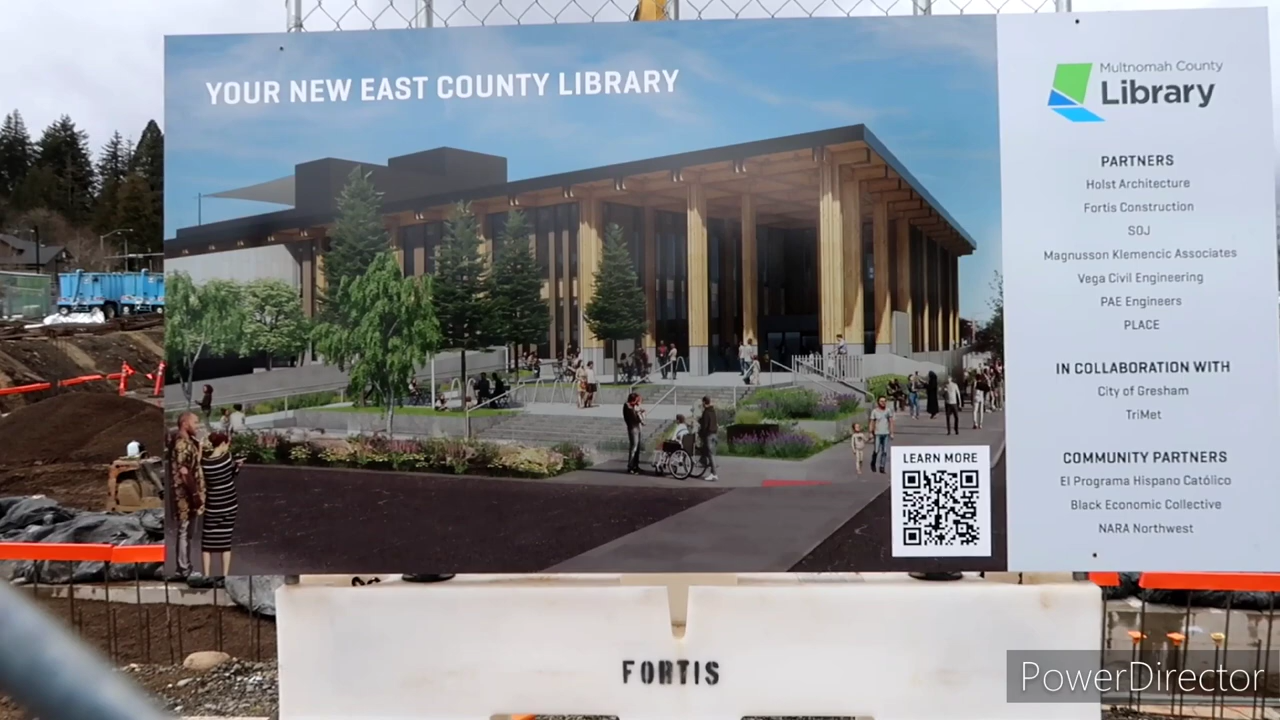 YOUR NEW EAST COUNTY LIBRARY
LEARN MORE
Multnomah County
Library
PARTNERS
Holst Architecture
Fortis Construction
SOJ
Magnusson Klemencic Associates
Vega Civil Engineering
PAE Engineers
PLACE
IN COLLABORATION WITH
City of Gresham
TriMet
COMMUNITY PARTNERS
El Programa Hispano Católico
Black Economic Collective
NARA Northwest
FORTIS
PowerDirector